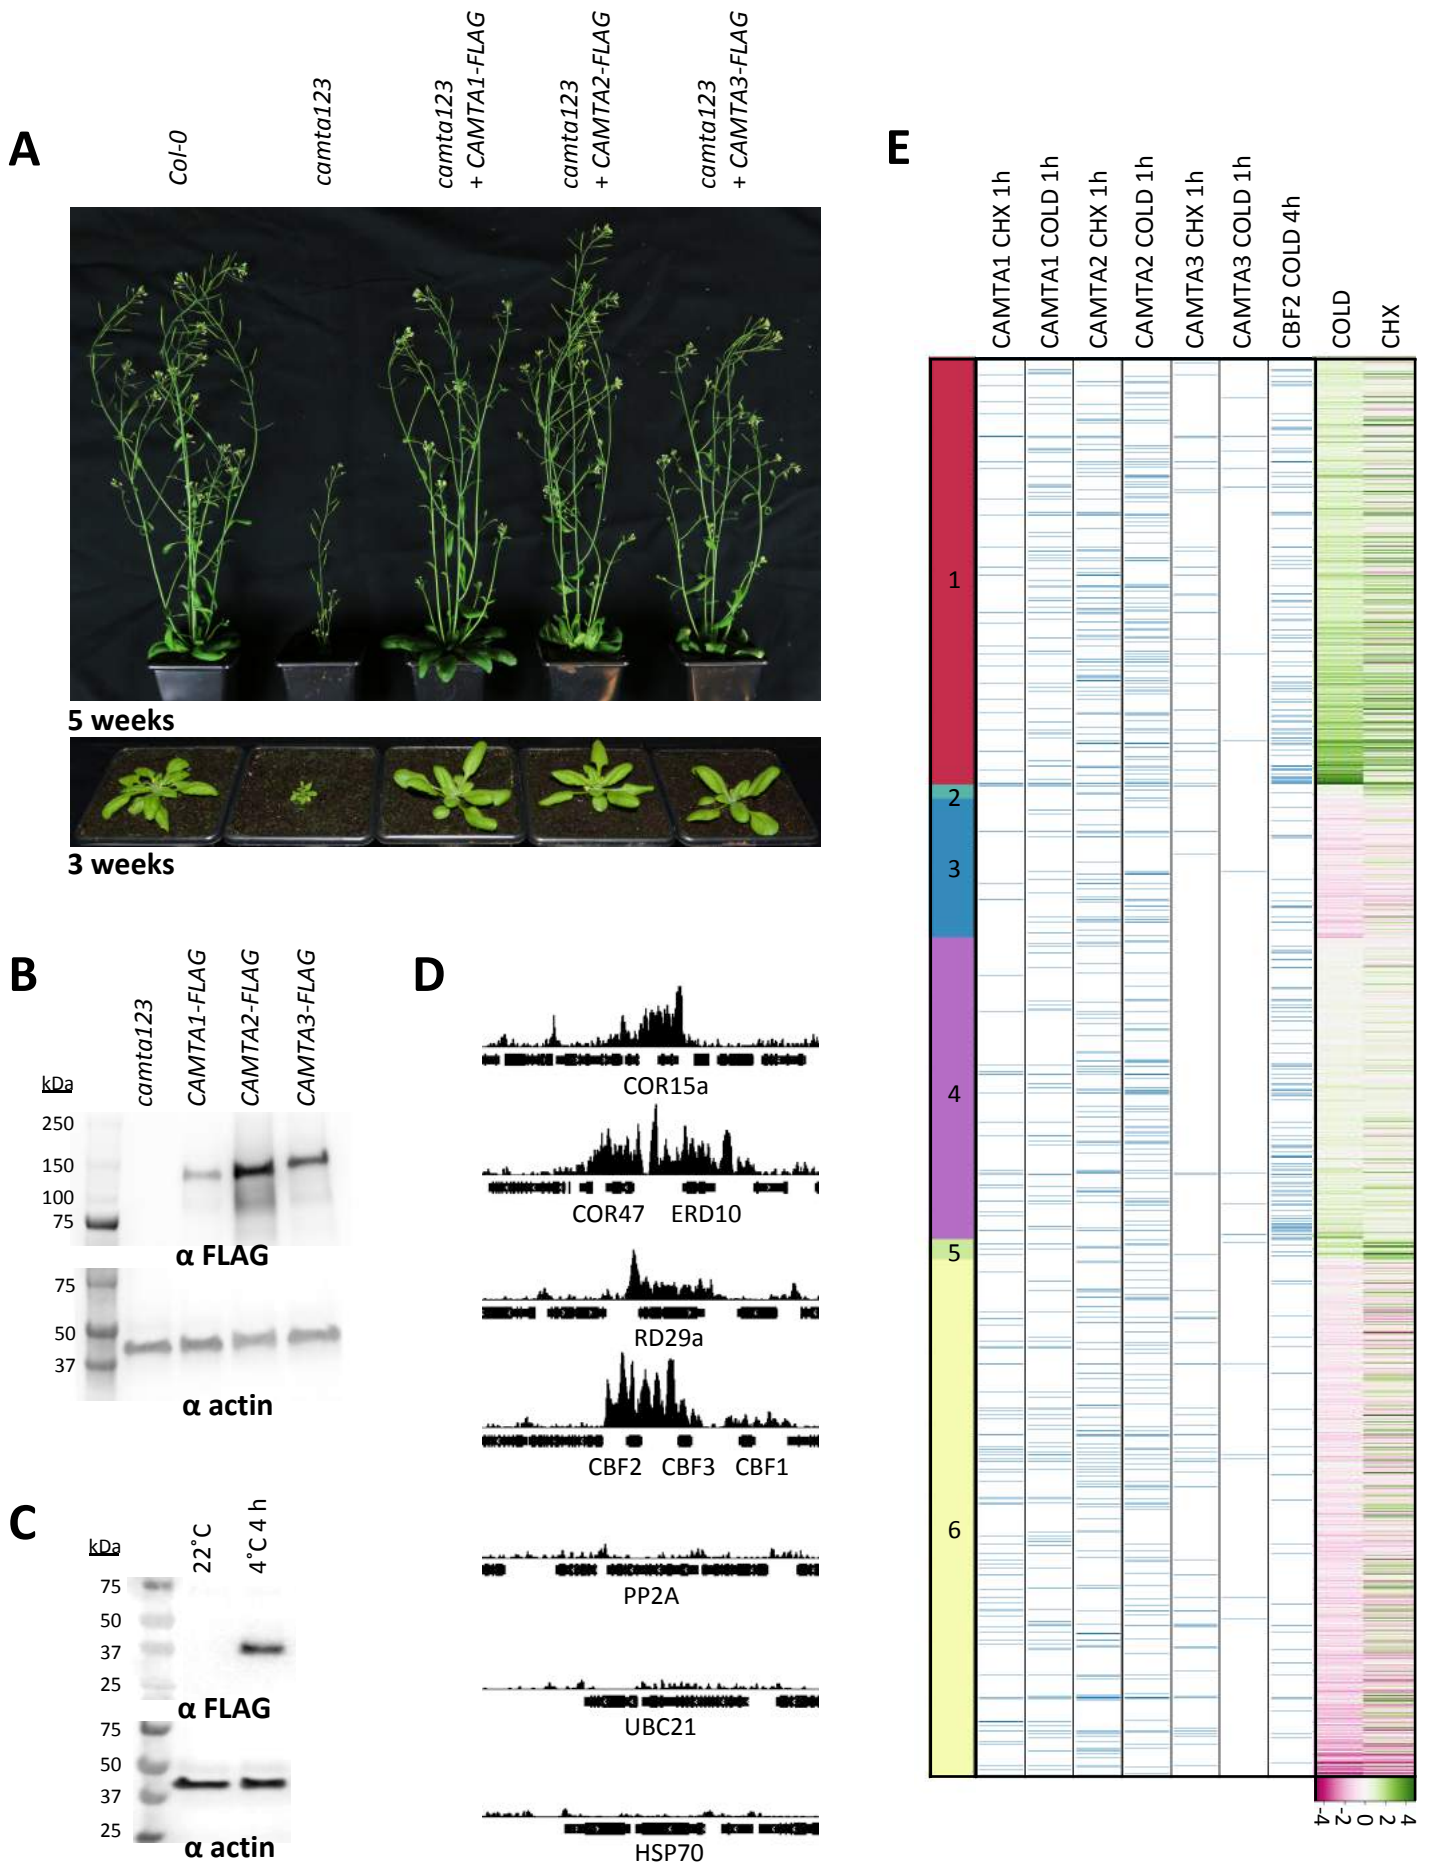 A
Col-0
camta123
camta123
+ CAMTA1-FLAG
camta123
+ CAMTA2-FLAG
camta123
+ CAMTA3-FLAG
5 weeks
3 weeks
B
kDa
camta123
CAMTA1-FLAG
CAMTA2-FLAG
CAMTA3-FLAG
250
150
100
75
α FLAG
75
50
37
α actin
C
kDa
22˚C
4˚C 4 h
75
50
37
25
α FLAG
75
50
37
25
α actin
D
COR15a
COR47 ERD10
RD29a
CBF2 CBF3 CBF1
PP2A
UBC21
HSP70
E
CAMTA1 CHX 1h
CAMTA1 COLD 1h
CAMTA2 CHX 1h
CAMTA2 COLD 1h
CAMTA3 CHX 1h
CAMTA3 COLD 1h
CBF2 COLD 4h
COLD
CHX
1
2
3
4
5
6
-4 -2 0 2 4